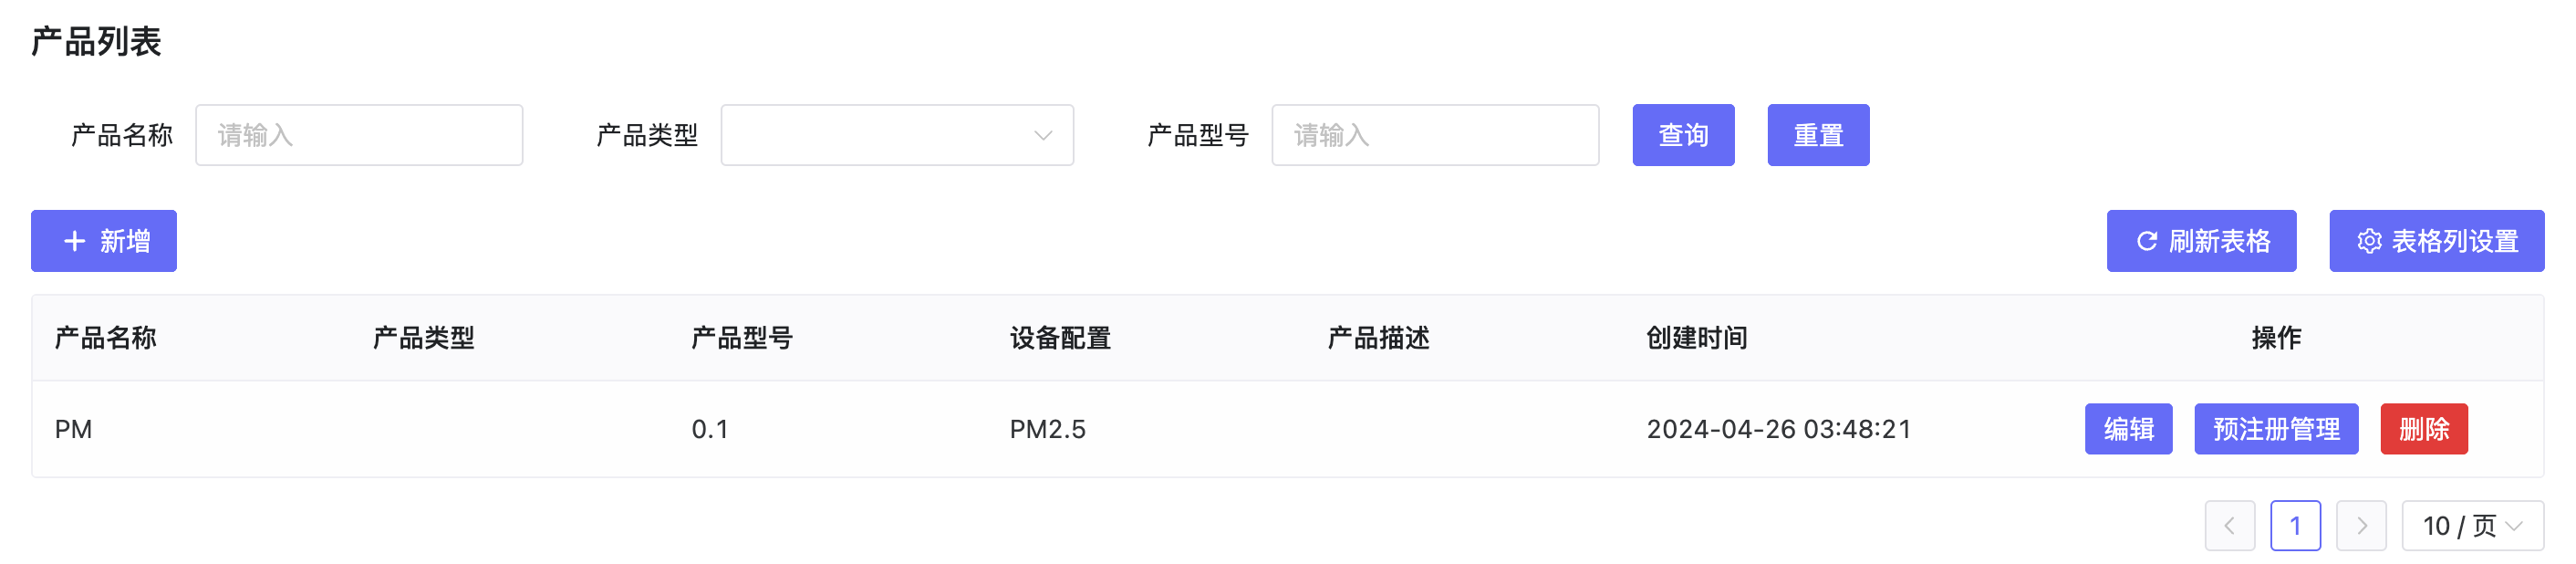 产品列表
产品名称 请输入 产品类型 产品型号 请输入 查询 重置
新增 刷新表格 表格列设置
产品名称 产品类型 产品型号 设备配置 产品描述 创建时间 操作
PM 0.1 PM2.5 2024-04-26 03:48:21 编辑 预注册管理 删除
1 10 / 页